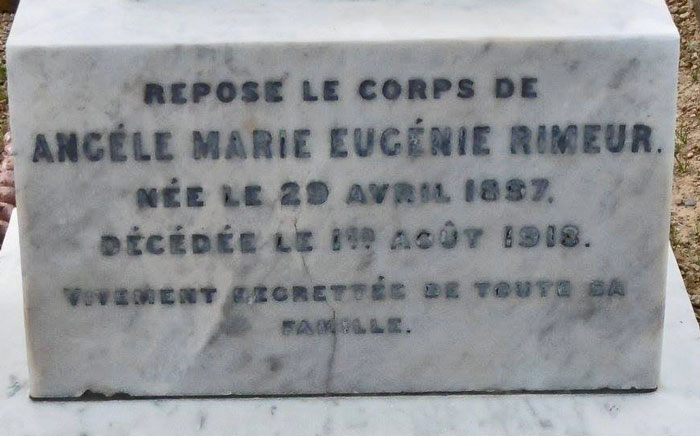 REPOSE LE CORPS DE
ANGÉLE MARIE EUGÉNIE RIMEUR.
NÉE LE 29 AVRIL 1897.
DÉCÉDÉE LE 1ER AOÛT 1918.
VIVEMENT REGRETTÉE DE TOUTE SA
FAMILLE.